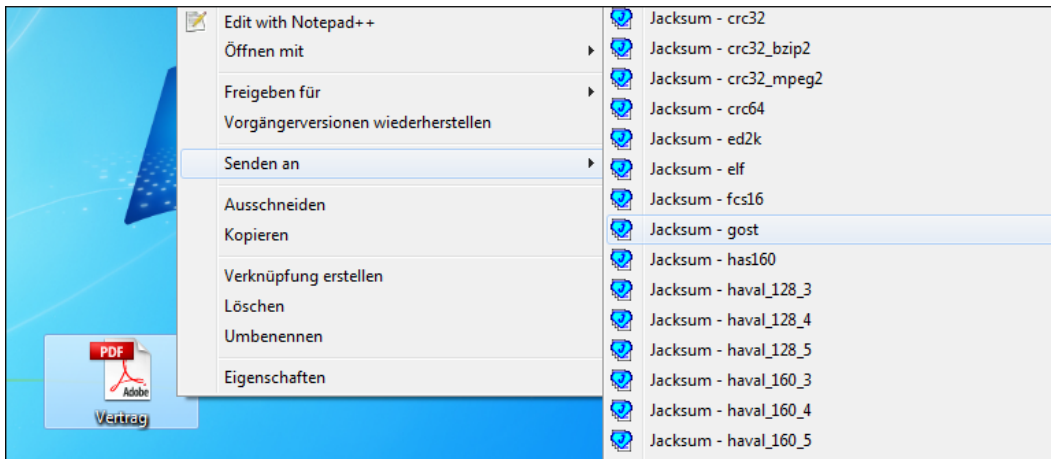 Edit with Notepad++
Öffnen mit
Freigeben für
Vorgängerversionen wiederherstellen
Senden an
Ausschneiden
Kopieren
Verknüpfung erstellen
Löschen
Umbenennen
Eigenschaften
Jacksum - crc32
Jacksum - crc32_bzip2
Jacksum - crc32_mpeg2
Jacksum - crc64
Jacksum - ed2k
Jacksum - elf
Jacksum - fcs16
Jacksum - gost
Jacksum - has160
Jacksum - haval_128_3
Jacksum - haval_128_4
Jacksum - haval_128_5
Jacksum - haval_160_3
Jacksum - haval_160_4
Jacksum - haval_160_5
PDF
Adobe
Vertrag